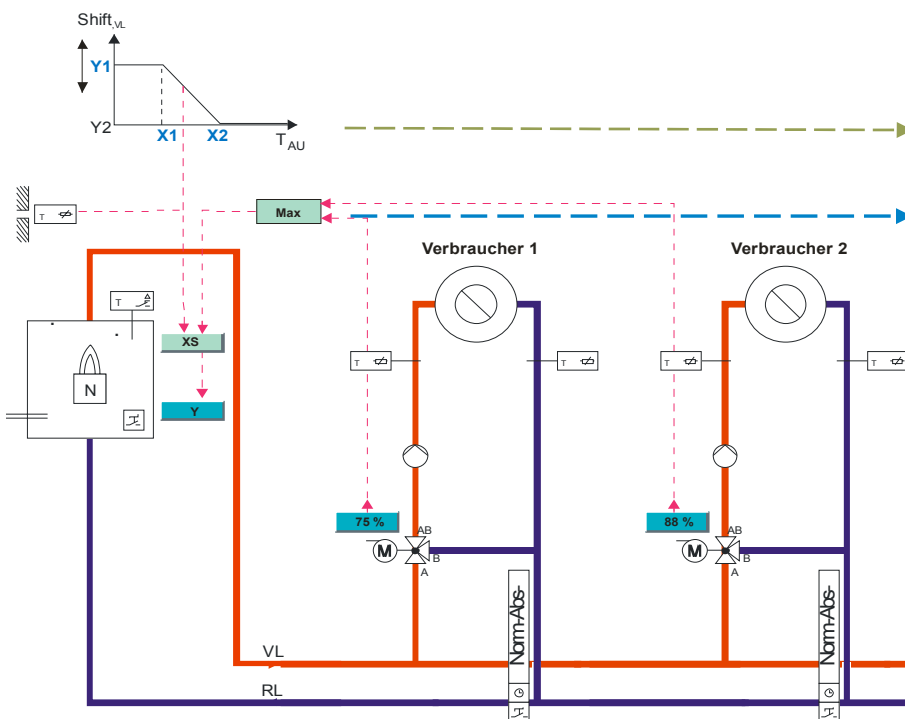 Shift,VL
Y1
Y2
X1
X2
TAU
T
Max
Verbraucher 1
Verbraucher 2
T
XS
T
T
T
T
N
Y
75 %
88 %
AB
AB
M
B
M
B
A
A
Norm-Abs-
Norm-Abs-
VL
RL